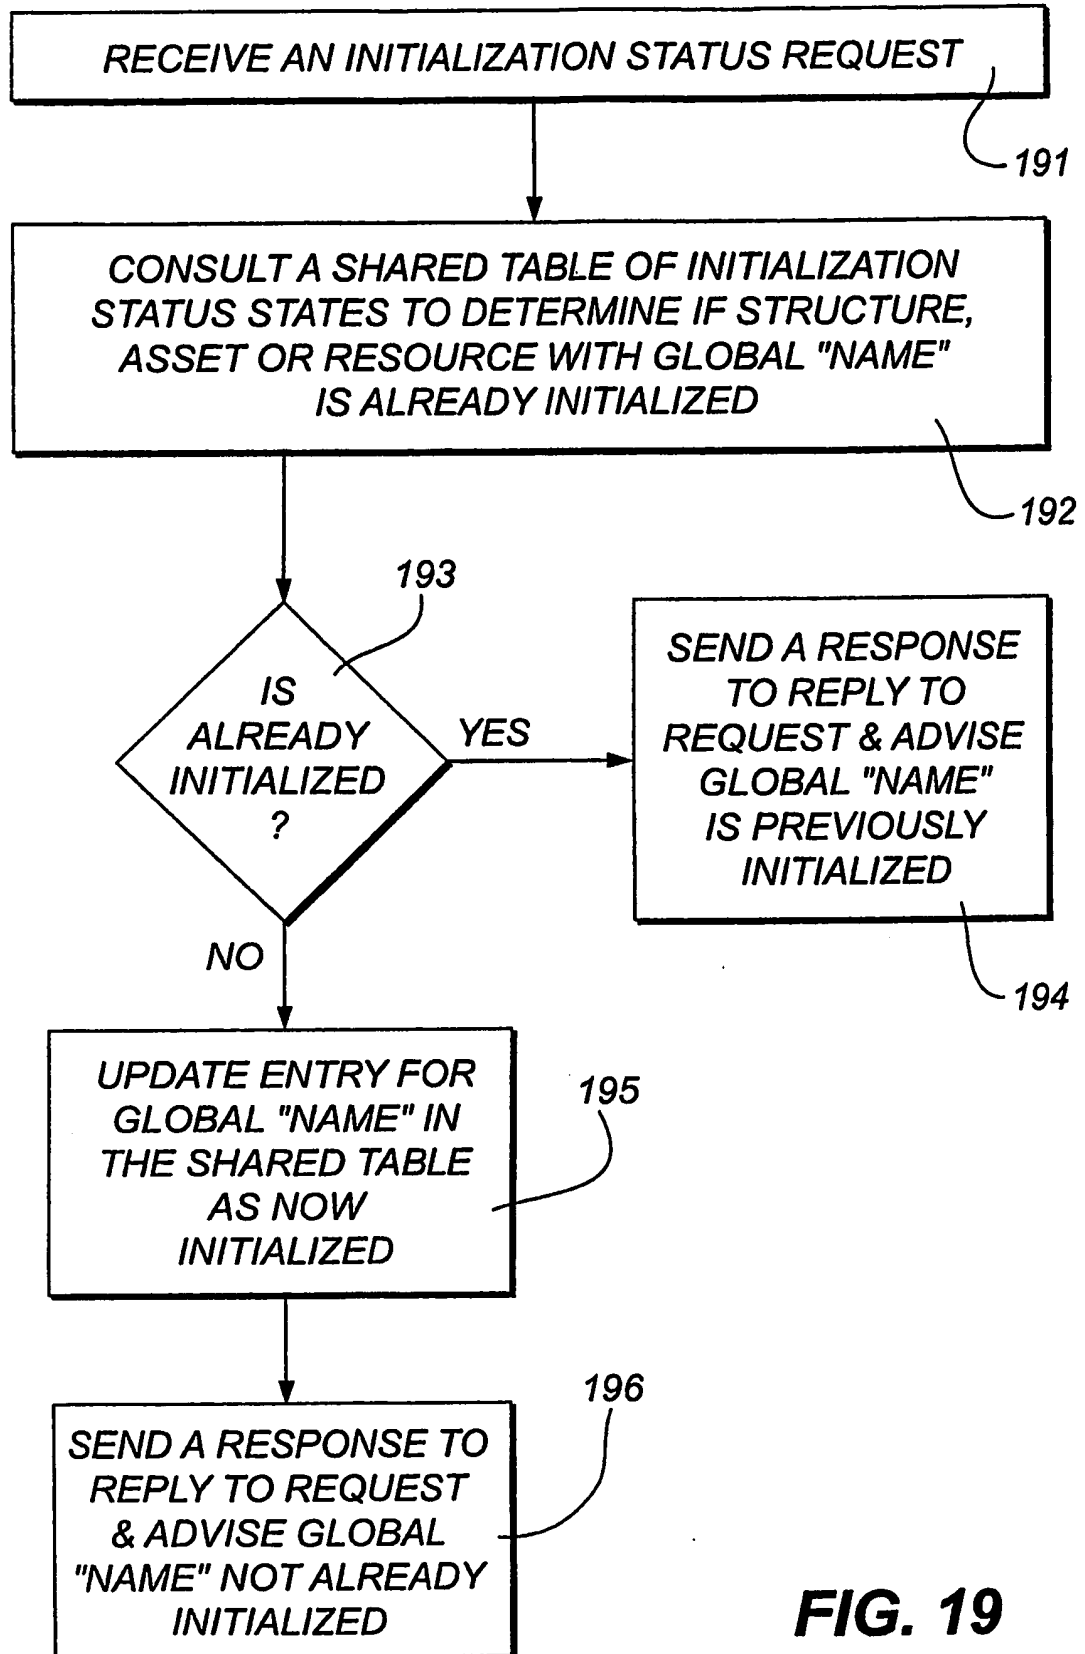 RECEIVE AN INITIALIZATION STATUS REQUEST
191
CONSULT A SHARED TABLE OF INITIALIZATION
STATUS STATES TO DETERMINE IF STRUCTURE,
ASSET OR RESOURCE WITH GLOBAL "NAME"
IS ALREADY INITIALIZED
192
193
IS
ALREADY
INITIALIZED
?
YES
SEND A RESPONSE
TO REPLY TO
REQUEST & ADVISE
GLOBAL "NAME"
IS PREVIOUSLY
INITIALIZED
194
NO
UPDATE ENTRY FOR
GLOBAL "NAME" IN
THE SHARED TABLE
AS NOW
INITIALIZED
195
SEND A RESPONSE TO
REPLY TO REQUEST
& ADVISE GLOBAL
"NAME" NOT ALREADY
INITIALIZED
196
FIG. 19